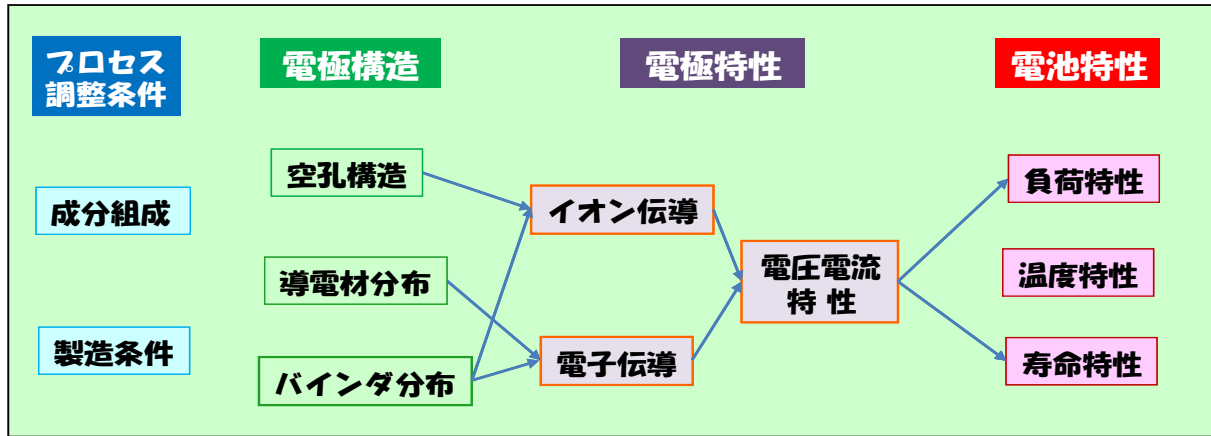 プロセス
調整条件
電極構造
電極特性
電池特性
成分組成
製造条件
空孔構造
導電材分布
バインダ分布
イオン伝導
電子伝導
電圧電流
特 性
負荷特性
温度特性
寿命特性